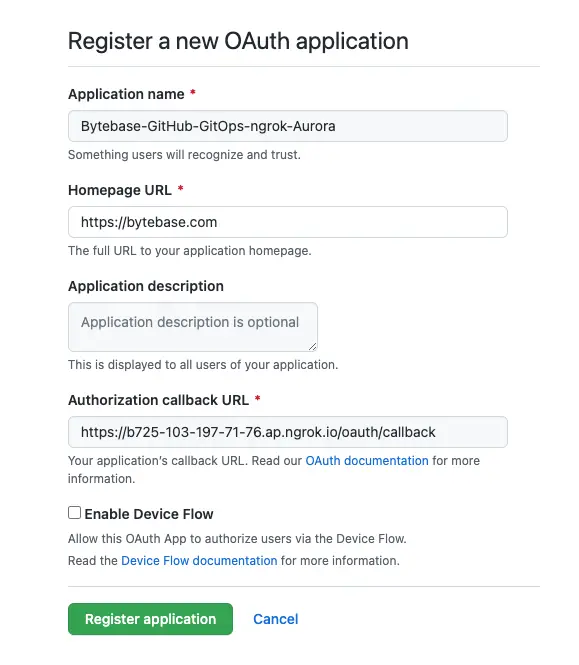 Register a new OAuth application
Application name *
Bytebase-GitHub-GitOps-ngrok-Aurora
Something users will recognize and trust.
Homepage URL *
https://bytebase.com
The full URL to your application homepage.
Application description
Application description is optional
This is displayed to all users of your application.
Authorization callback URL *
https://b725-103-197-71-76.ap.ngrok.io/oauth/callback
Your application’s callback URL. Read our OAuth documentation for more
information.
Enable Device Flow
Allow this OAuth App to authorize users via the Device Flow.
Read the Device Flow documentation for more information.
Register application Cancel